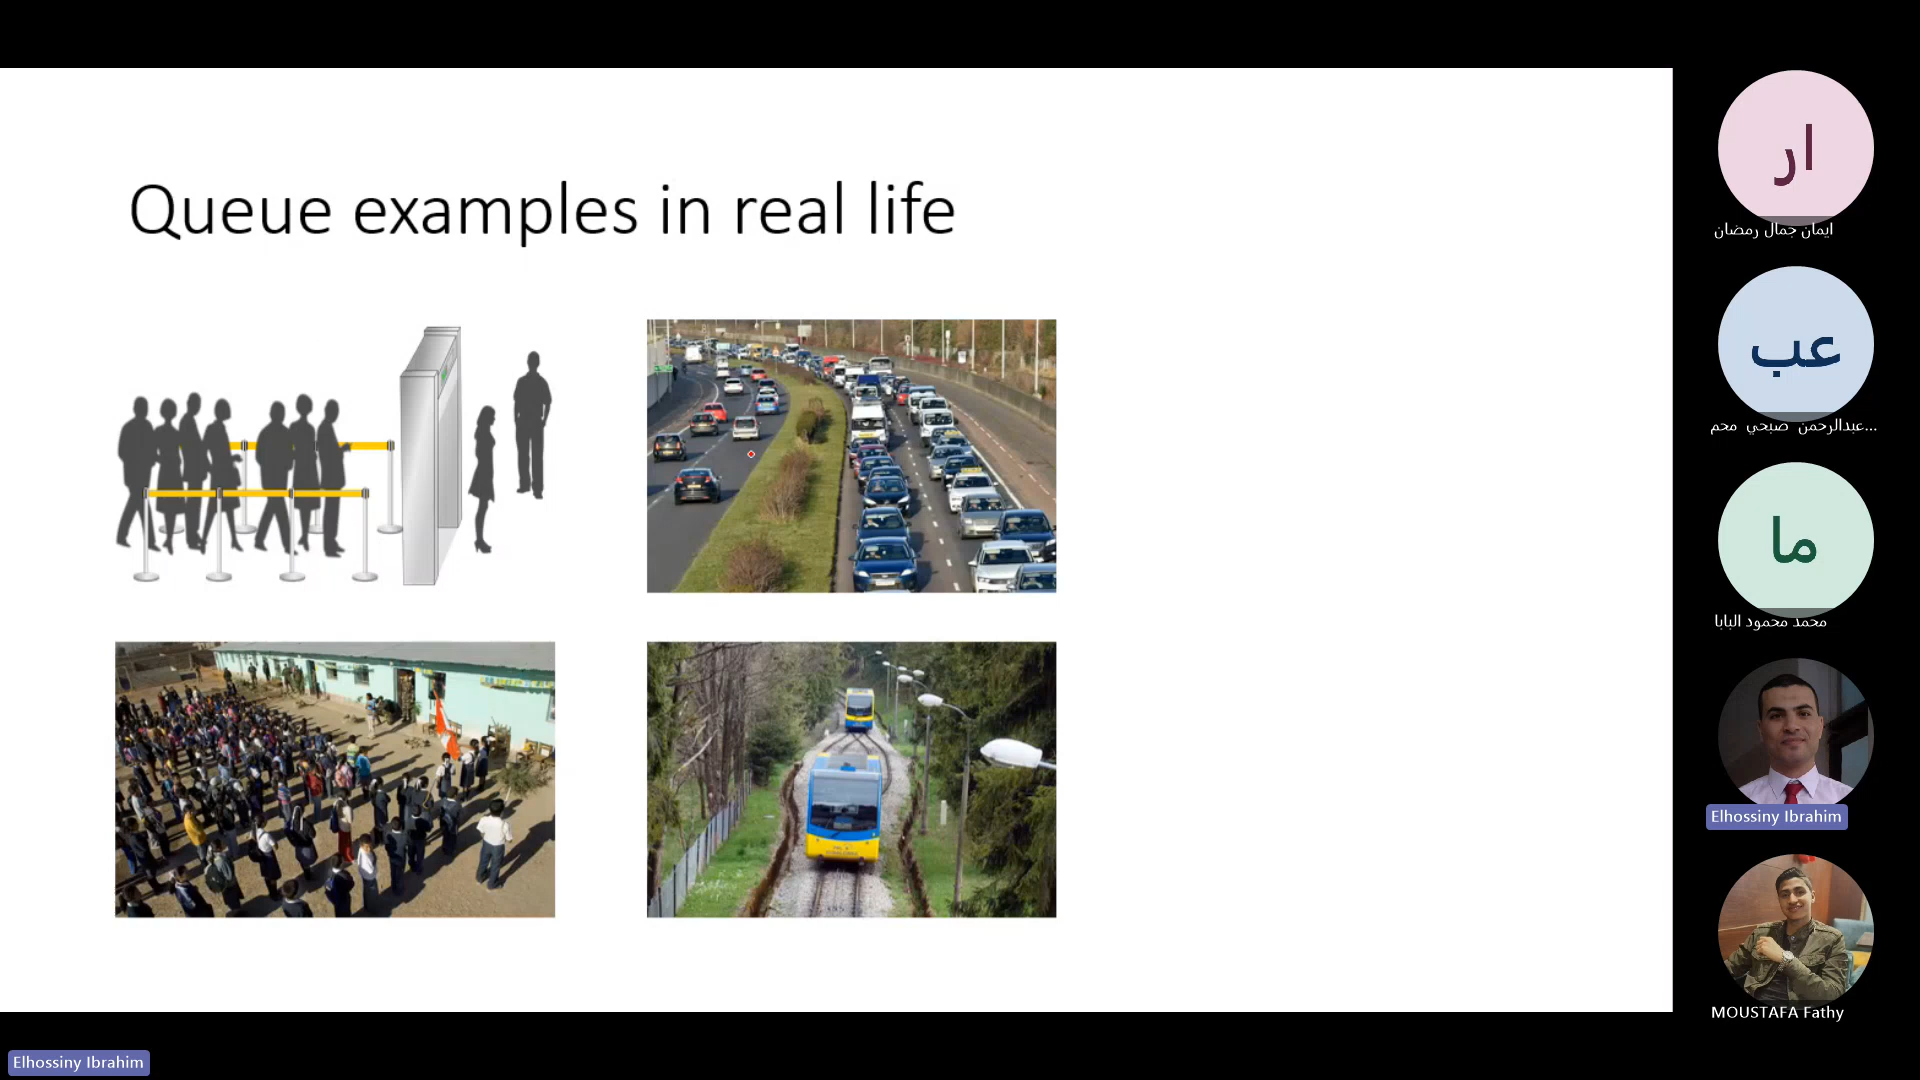 Queue examples in real life
ار
ايمان جمال رمضان
عب
عبدالرحمن صبحي محم...
ما
محمد محمود البابا
Elhossiny Ibrahim
MOUSTAFA Fathy
Elhossiny Ibrahim